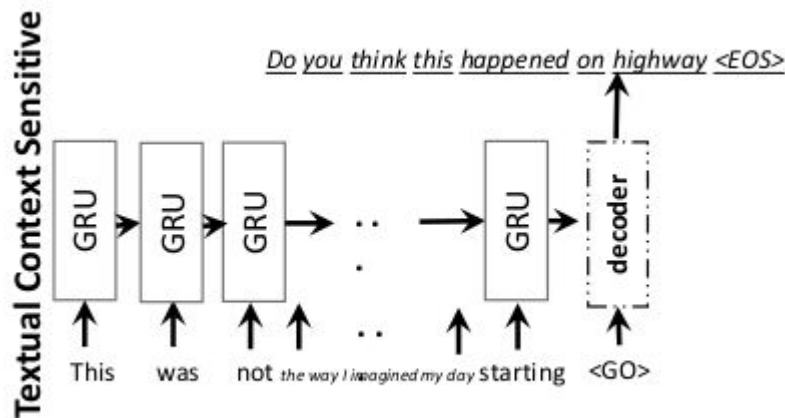 Textual Context Sensitive
Do you think this happened on highway <EOS>
GRU GRU GRU . . GRU decoder
.
. .
This was not the way I imagined my day starting <GO>